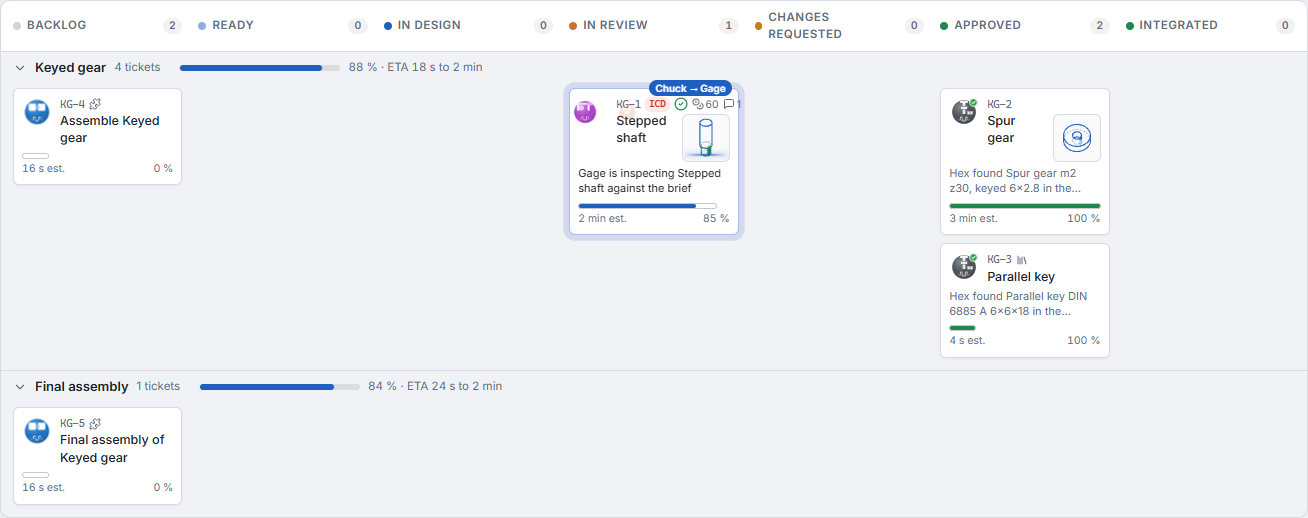 BACKLOG 2
READY 0
IN DESIGN 0
IN REVIEW 1
CHANGES
REQUESTED 0
APPROVED 2
INTEGRATED 0
Keyed gear 4 tickets 88 % · ETA 18 s to 2 min
KG-4
Assemble Keyed
gear
16 s est. 0 %
Chuck → Gage
KG-1 ICD 60 1
Stepped
shaft
Gage is inspecting Stepped
shaft against the brief
2 min est. 85 %
KG-2
Spur
gear
Hex found Spur gear m2
z30, keyed 6×2.8 in the...
3 min est. 100 %
KG-3
Parallel key
Hex found Parallel key DIN
6885 A 6×6×18 in the...
4 s est. 100 %
Final assembly 1 tickets 84 % · ETA 24 s to 2 min
KG-5
Final assembly of
Keyed gear
16 s est. 0 %